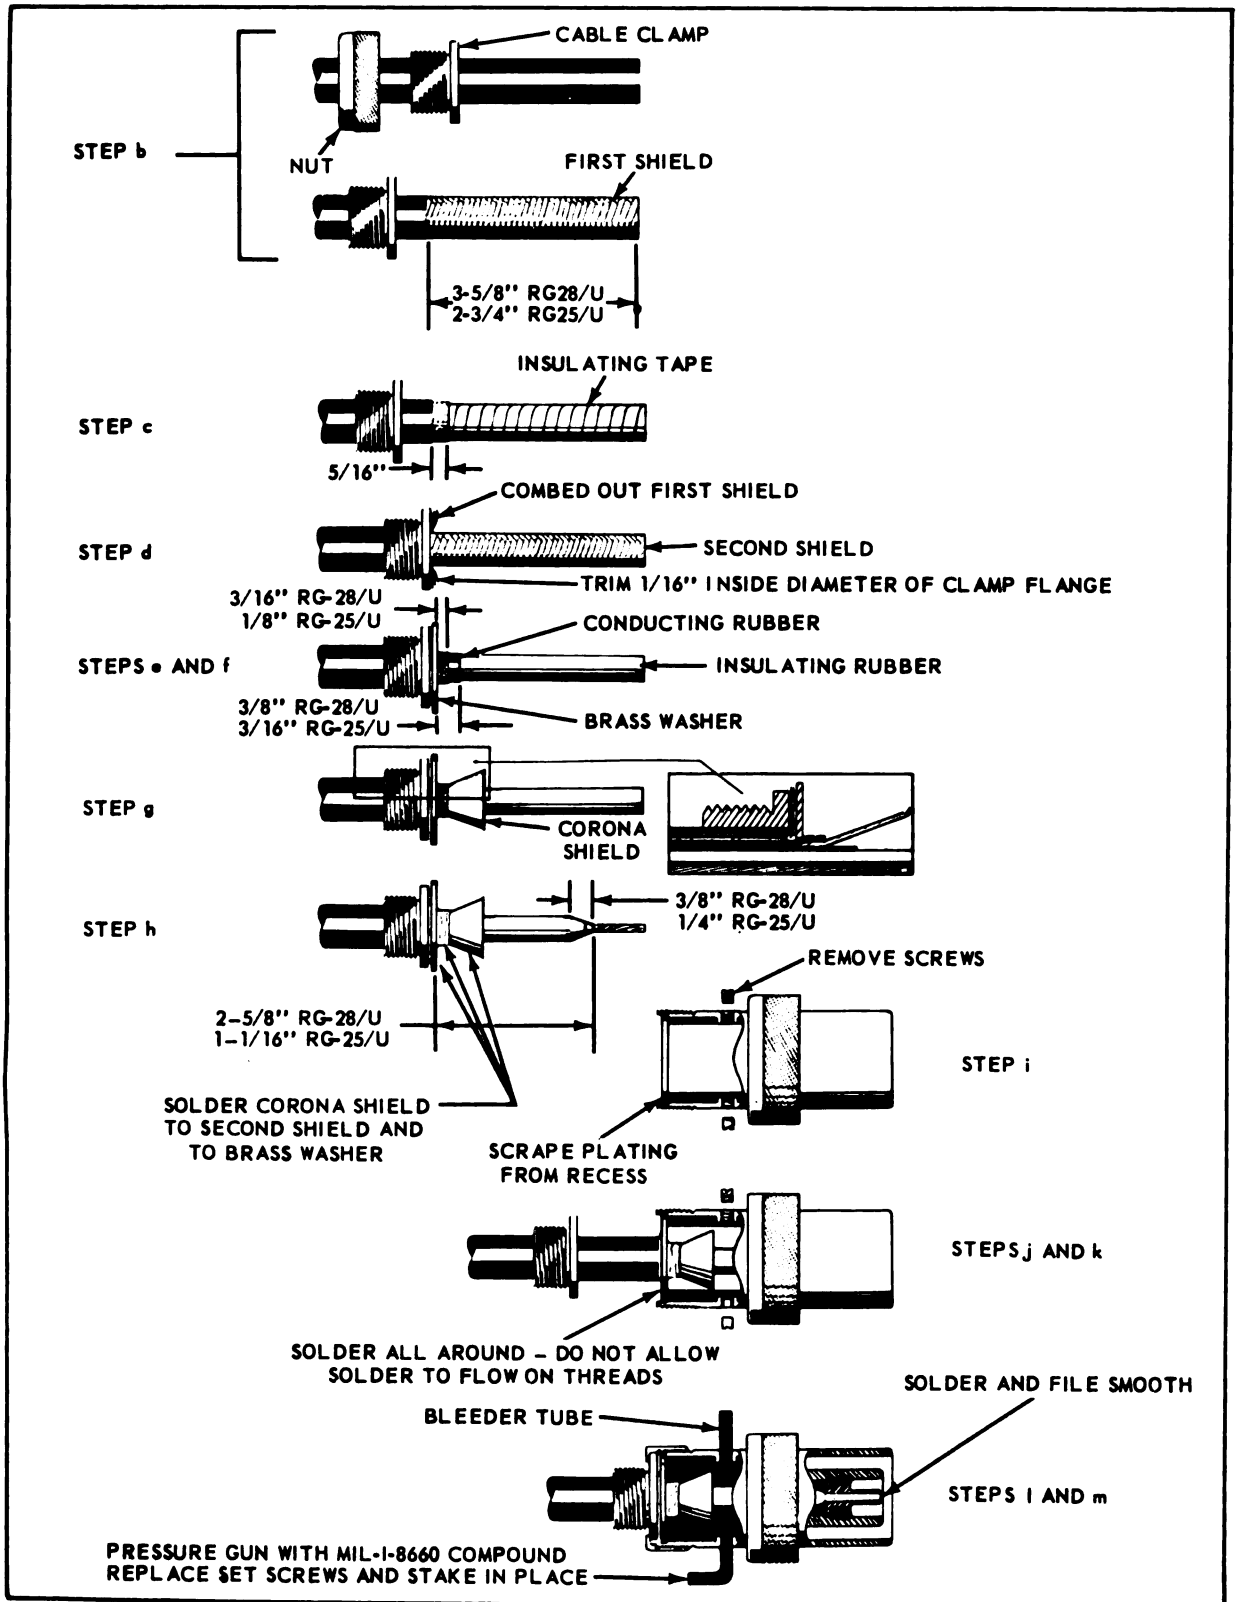 CABLE CLAMP
STEP b
NUT
FIRST SHIELD
3-5/8" RG28/U
2-3/4" RG25/U
INSULATING TAPE
STEP c
5/16"
COMBED OUT FIRST SHIELD
STEP d
SECOND SHIELD
TRIM 1/16" INSIDE DIAMETER OF CLAMP FLANGE
3/16" RG-28/U
1/8" RG-25/U
CONDUCTING RUBBER
STEPS e AND f
INSULATING RUBBER
3/8" RG-28/U
3/16" RG-25/U
BRASS WASHER
STEP g
CORONA
SHIELD
3/8" RG-28/U
1/4" RG-25/U
STEP h
REMOVE SCREWS
2-5/8" RG-28/U
1-1/16" RG-25/U
STEP i
SOLDER CORONA SHIELD
TO SECOND SHIELD AND
TO BRASS WASHER
SCRAPE PLATING
FROM RECESS
STEPS j AND k
SOLDER ALL AROUND - DO NOT ALLOW
SOLDER TO FLOW ON THREADS
SOLDER AND FILE SMOOTH
BLEEDER TUBE
STEPS l AND m
PRESSURE GUN WITH MIL-I-8660 COMPOUND
REPLACE SET SCREWS AND STAKE IN PLACE